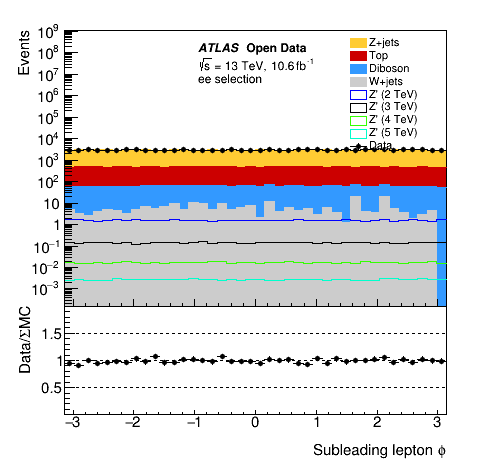 Events
10⁹
10⁸
10⁷
10⁶
10⁵
10⁴
10³
10²
10
1
10⁻¹
10⁻²
10⁻³
ATLAS Open Data
√s = 13 TeV, 10.6 fb⁻¹
ee selection
Z+jets
Top
Diboson
W+jets
Z' (2 TeV)
Z' (3 TeV)
Z' (4 TeV)
Z' (5 TeV)
Data
Data/ΣMC
1.5
1
0.5
−3 −2 −1 0 1 2 3
Subleading lepton ϕ